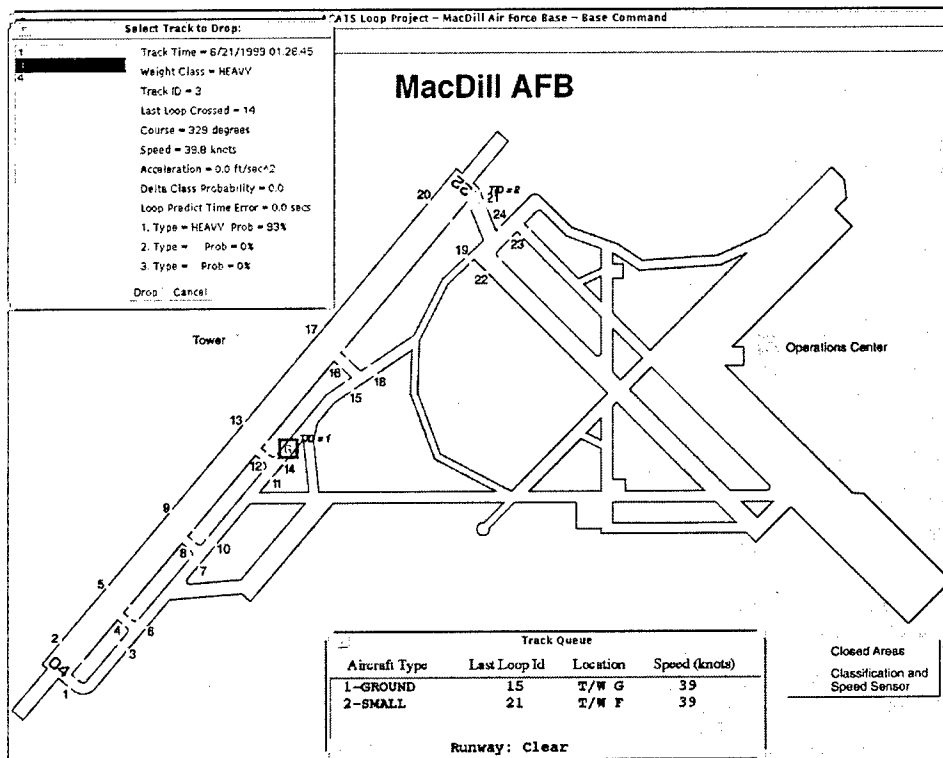 ATS Loop Project – MacDill Air Force Base – Base Command
Select Track to Drop:
1
4
Track Time = 6/21/1999 01:26:45
Weight Class = HEAVY
Track ID = 3
Last Loop Crossed = 14
Course = 329 degrees
Speed = 39.8 knots
Acceleration = 0.0 ft/sec^2
Delta Class Probability = 0.0
Loop Predict Time Error = 0.0 secs
1. Type = HEAVY Prob = 93%
2. Type = Prob = 0%
3. Type = Prob = 0%
Drop Cancel
MacDill AFB
20
22
21
24
23
19
22
17
Tower
Operations Center
16
18
15
13
G
ID = 1
12
14
11
9
8
10
7
5
4
6
2
3
04
1
Track Queue
Aircraft Type Last Loop Id Location Speed (knots)
1-GROUND 15 T/W G 39
2-SMALL 21 T/W F 39
Runway: Clear
Closed Areas
Classification and
Speed Sensor